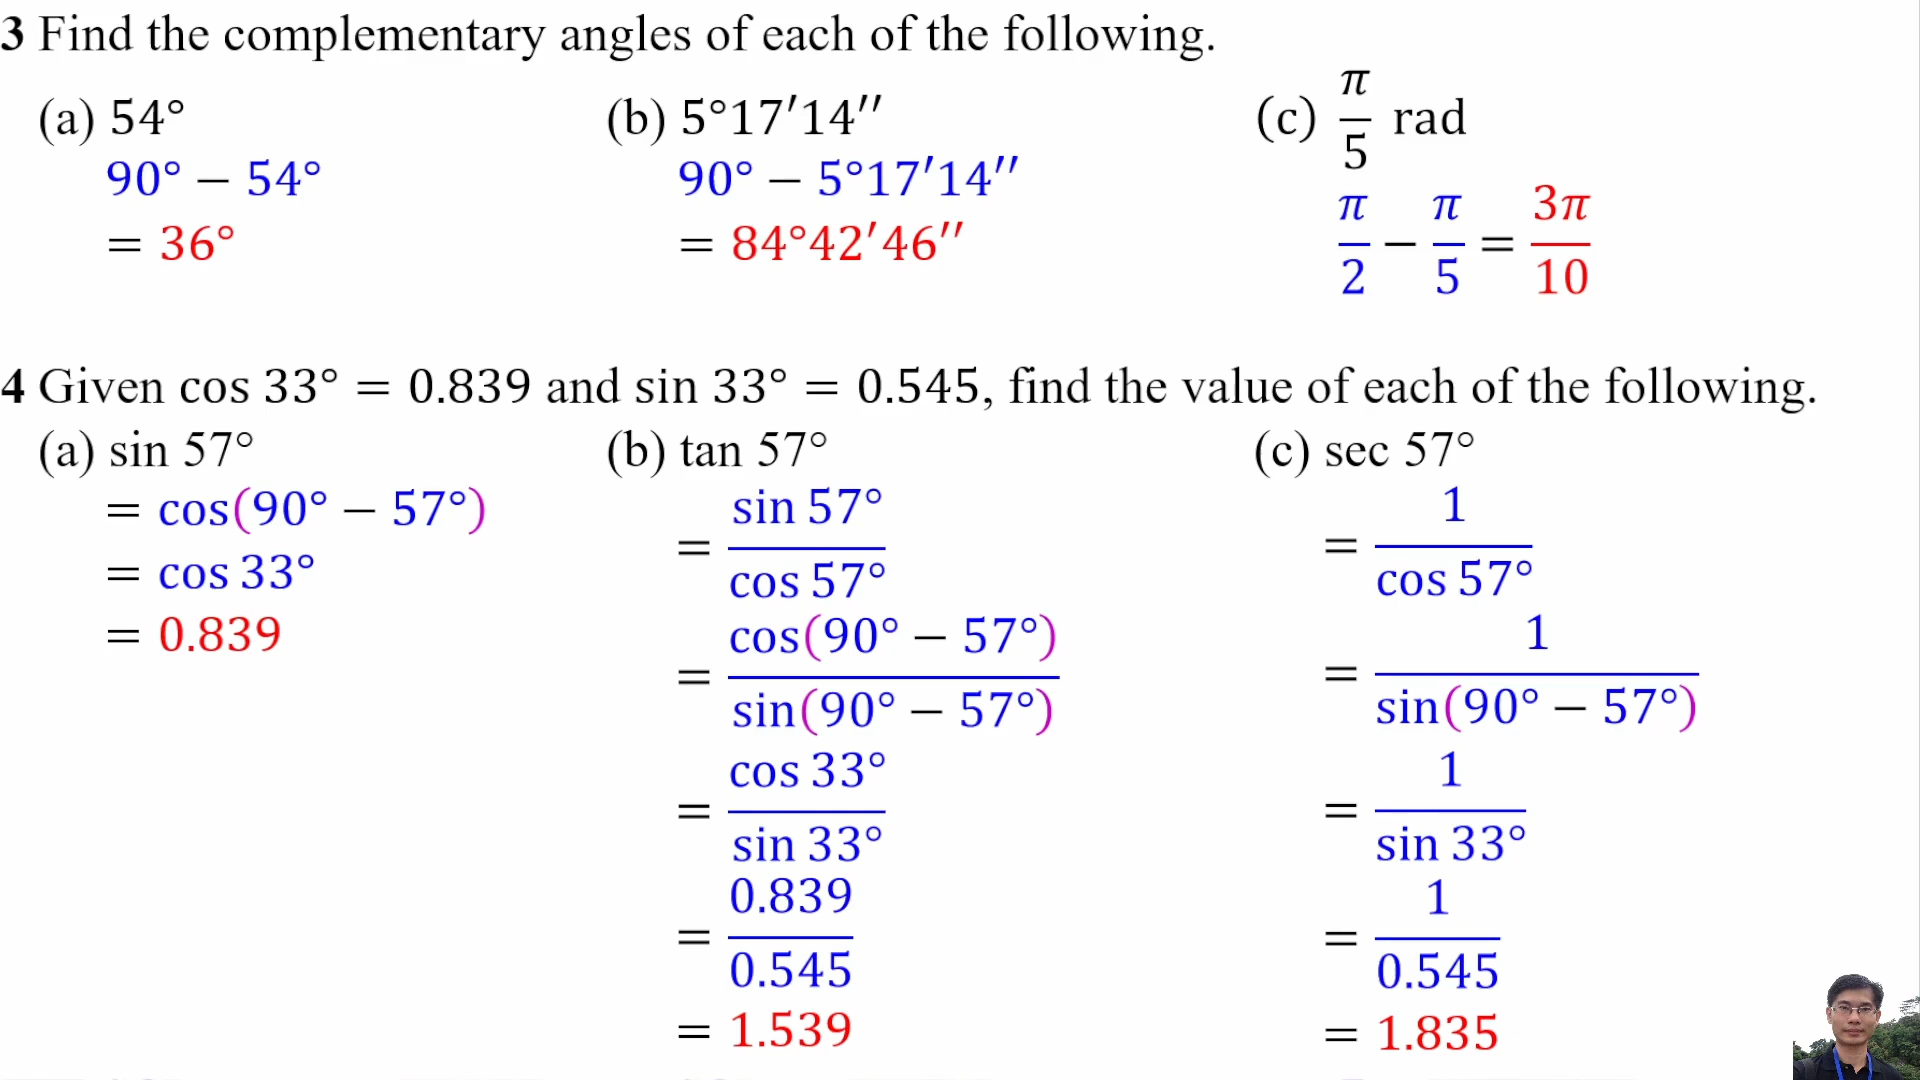 3 Find the complementary angles of each of the following.
(a) 54°
90° − 54°
= 36°
(b) 5°17′14′′
90° − 5°17′14′′
= 84°42′46′′
(c) π/5 rad
π/2 − π/5 = 3π/10
4 Given cos 33° = 0.839 and sin 33° = 0.545, find the value of each of the following.
(a) sin 57°
= cos(90° − 57°)
= cos 33°
= 0.839
(b) tan 57°
= sin 57°/cos 57°
= cos(90° − 57°)/sin(90° − 57°)
= cos 33°/sin 33°
= 0.839/0.545
= 1.539
(c) sec 57°
= 1/cos 57°
= 1/sin(90° − 57°)
= 1/sin 33°
= 1/0.545
= 1.835